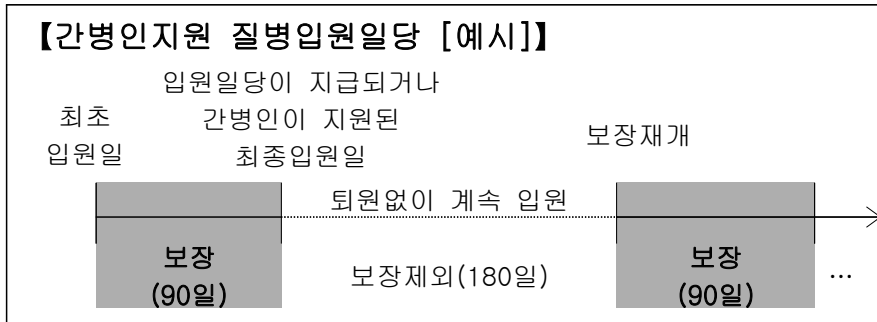 【간병인지원 질병입원일당 [예시]】
입원일당이 지급되거나
최초 간병인이 지원된 보장재개
입원일 최종입원일
퇴원없이 계속 입원
보장 보장제외(180일) 보장 …
(90일) (90일)